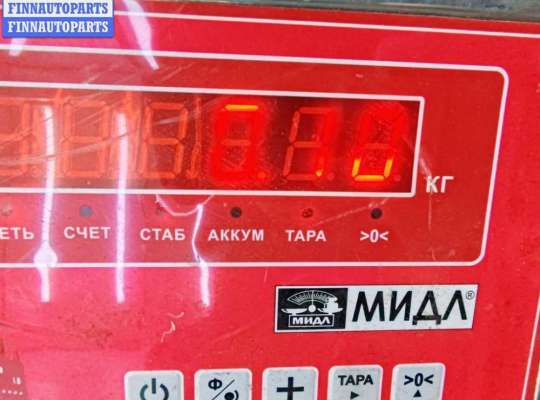 FINNAUTOPARTS
FINNAUTOPARTS
КГ
СЧЕТ СТАБ АККУМ ТАРА >0<
МИДЛ МИДЛ®
Ф ТАРА >0<